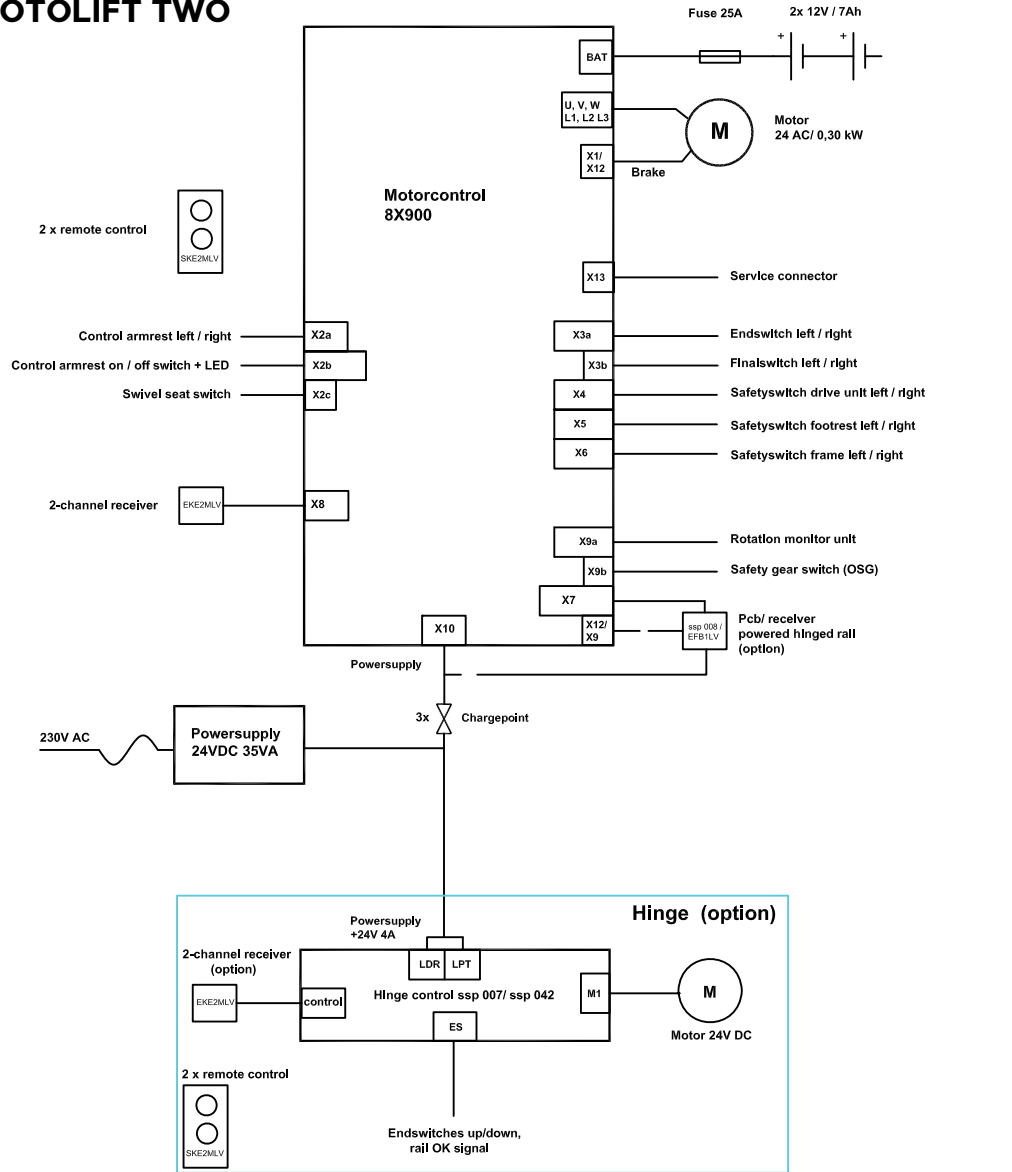 OTOLIFT TWO
Fuse 25A
2x 12V / 7Ah
+
+
BAT
U, V, W
L1, L2 L3
M
Motor
24 AC/ 0,30 kW
X1/
X12
Brake
Motorcontrol
8X900
2 x remote control
SKE2MLV
X13
Service connector
Control armrest left / right
X2a
X3a
Endswitch left / right
Control armrest on / off switch + LED
X2b
X3b
Finalswitch left / right
Swivel seat switch
X2c
X4
Safetyswitch drive unit left / right
X5
Safetyswitch footrest left / right
X6
Safetyswitch frame left / right
2-channel receiver
EKE2MLV
X8
X9a
Rotation monitor unit
X9b
Safety gear switch (OSG)
X7
X10
X12/
X9
ssp 008 /
EFB1LV
Pcb/ receiver
powered hinged rail
(option)
Powersupply
3x
Chargepoint
230V AC
Powersupply
24VDC 35VA
Hinge (option)
Powersupply
+24V 4A
2-channel receiver
(option)
LDR
LPT
EKE2MLV
control
Hinge control ssp 007/ ssp 042
M1
M
ES
Motor 24V DC
2 x remote control
SKE2MLV
Endswitches up/down,
rail OK signal